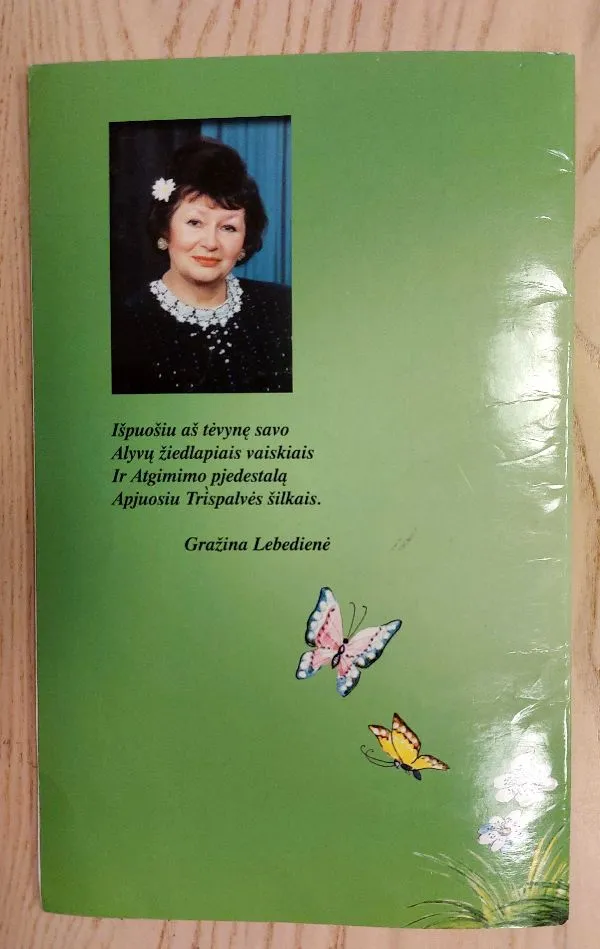 Išpuošiu aš tėvynę savo
Alyvų žiedlapiais vaiskiais
Ir Atgimimo pjedestalą
Apjuosiu Trispalvės šilkais.
Gražina Lebedienė